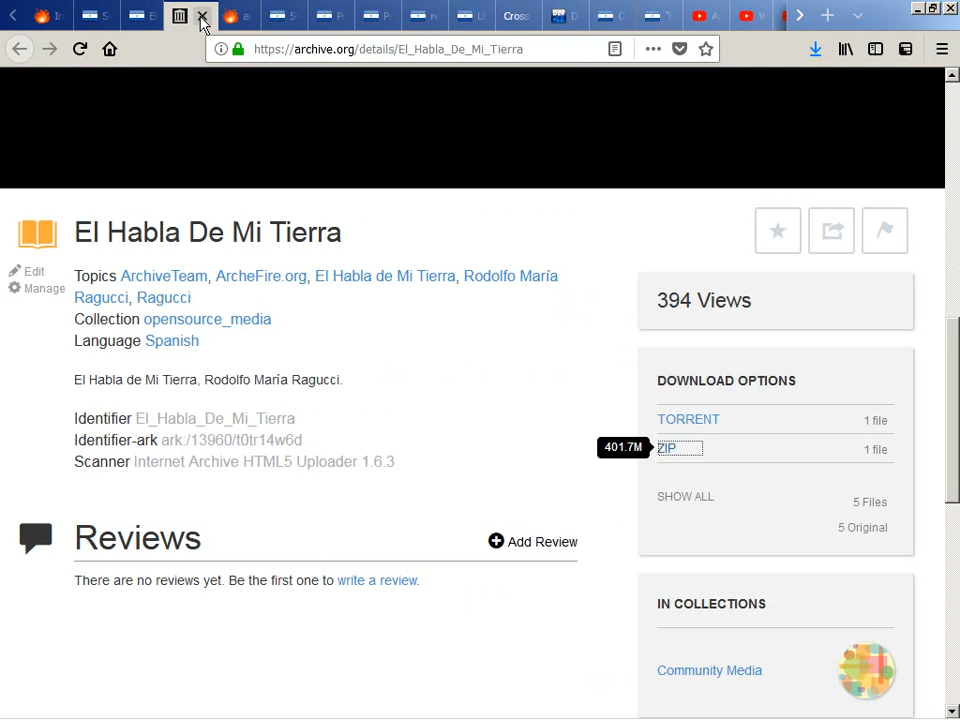 In
S
E
a
S
P
P
re
Li
Cross
D
C
"T
A
V
https://archive.org/details/El_Habla_De_Mi_Tierra
El Habla De Mi Tierra
Edit
Manage
Topics ArchiveTeam, ArcheFire.org, El Habla de Mi Tierra, Rodolfo María
Ragucci, Ragucci
Collection opensource_media
Language Spanish
El Habla de Mi Tierra, Rodolfo María Ragucci.
Identifier El_Habla_De_Mi_Tierra
Identifier-ark ark:/13960/t0tr14w6d
Scanner Internet Archive HTML5 Uploader 1.6.3
Reviews
Add Review
There are no reviews yet. Be the first one to write a review.
394 Views
DOWNLOAD OPTIONS
TORRENT 1 file
401.7M
ZIP 1 file
SHOW ALL 5 Files
5 Original
IN COLLECTIONS
Community Media